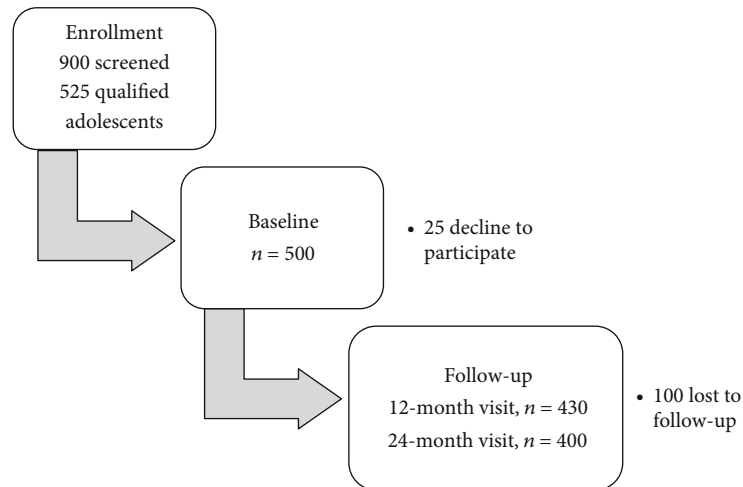 Enrollment
900 screened
525 qualified
adolescents
Baseline
n = 500
• 25 decline to
participate
Follow-up
12-month visit, n = 430
24-month visit, n = 400
• 100 lost to
follow-up